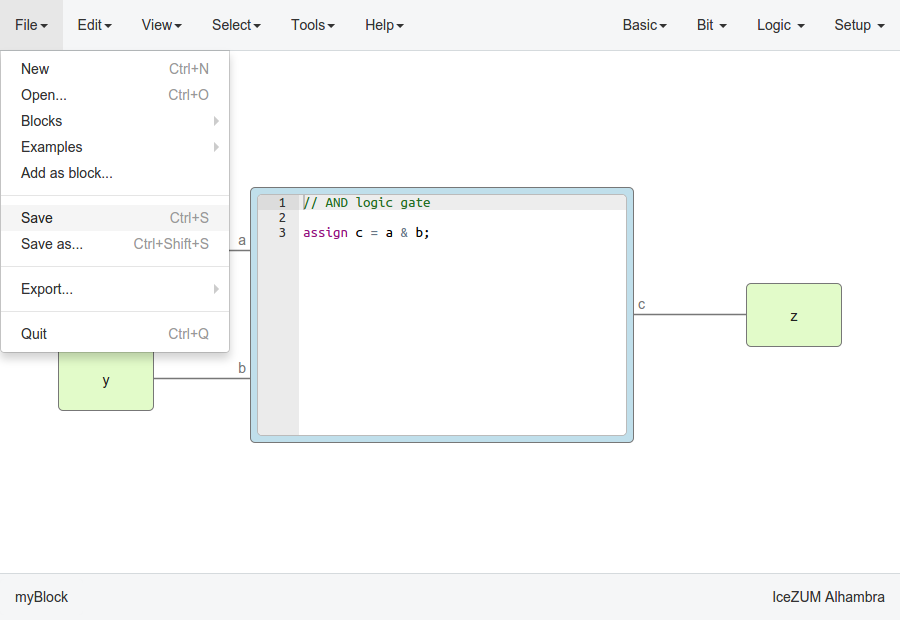 File Edit View Select Tools Help Basic Bit Logic Setup
New Ctrl+N
Open... Ctrl+O
Blocks
Examples
Add as block...
Save Ctrl+S
Save as... Ctrl+Shift+S
Export...
Quit Ctrl+Q
a
b
y
1 // AND logic gate
2
3 assign c = a & b;
c
z
myBlock IceZUM Alhambra